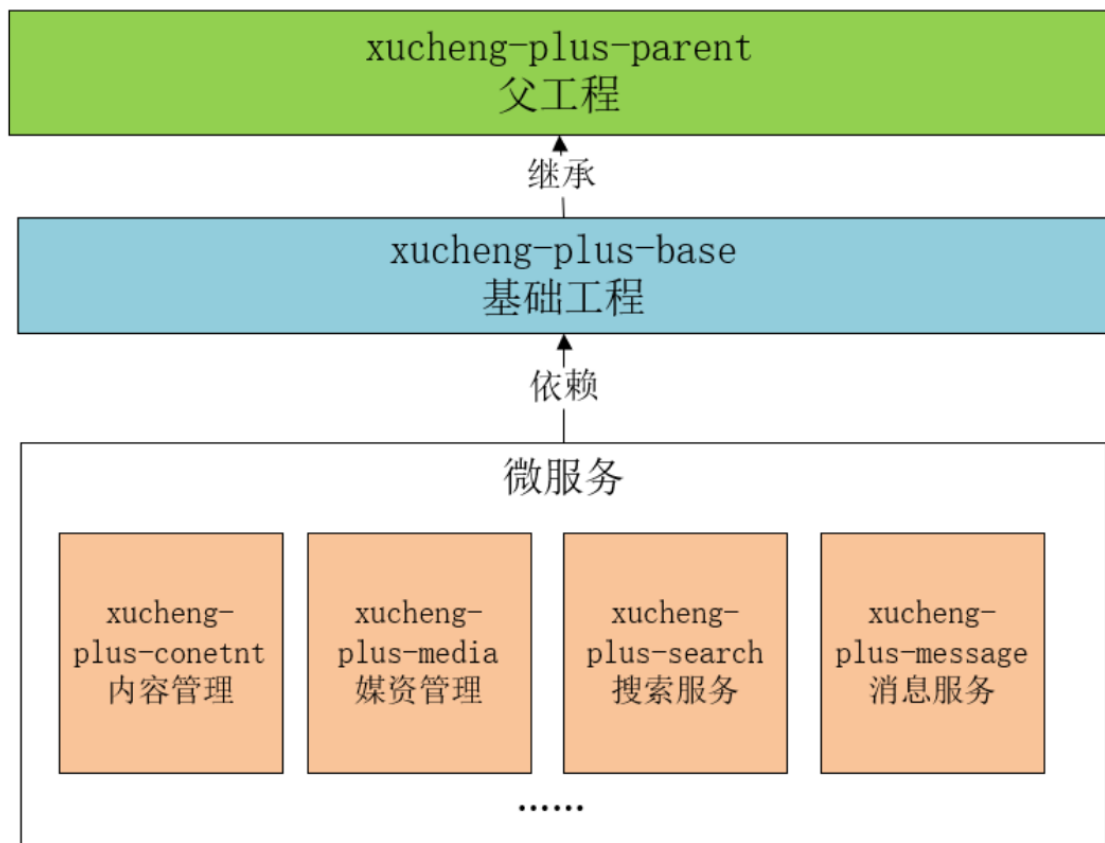 xucheng-plus-parent
父工程
继承
xucheng-plus-base
基础工程
依赖
微服务
xucheng-
plus-conetnt
内容管理
xucheng-
plus-media
媒资管理
xucheng-
plus-search
搜索服务
xucheng-
plus-message
消息服务
……